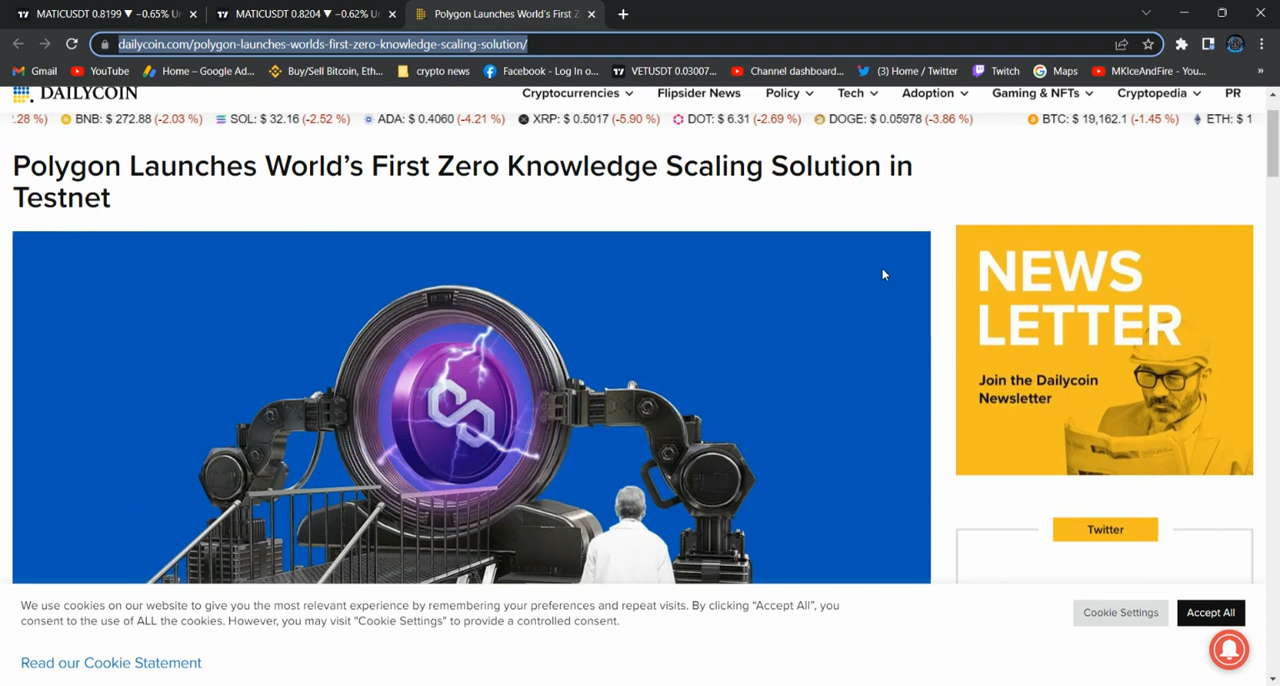 MATICUSDT 0.8199 ▼ −0.65% U
MATICUSDT 0.8204 ▼ −0.62% U
Polygon Launches World's First Z
dailycoin.com/polygon-launches-worlds-first-zero-knowledge-scaling-solution/
Gmail
YouTube
Home – Google Ad...
Buy/Sell Bitcoin, Eth...
crypto news
Facebook - Log In o...
VETUSDT 0.03007...
Channel dashboard...
(3) Home / Twitter
Twitch
Maps
MKIceAndFire - You...
»
DAILYCOIN
Cryptocurrencies
Flipsider News
Policy
Tech
Adoption
Gaming & NFTs
Cryptopedia
PR
.28 %)
BNB: $ 272.88 (-2.03 %)
SOL: $ 32.16 (-2.52 %)
ADA: $ 0.4060 (-4.21 %)
XRP: $ 0.5017 (-5.90 %)
DOT: $ 6.31 (-2.69 %)
DOGE: $ 0.05978 (-3.86 %)
BTC: $ 19,162.1 (-1.45 %)
ETH: $ 1
Polygon Launches World's First Zero Knowledge Scaling Solution in
Testnet
NEWS
LETTER
Join the Dailycoin
Newsletter
Twitter
We use cookies on our website to give you the most relevant experience by remembering your preferences and repeat visits. By clicking "Accept All", you
consent to the use of ALL the cookies. However, you may visit "Cookie Settings" to provide a controlled consent.
Cookie Settings
Accept All
Read our Cookie Statement